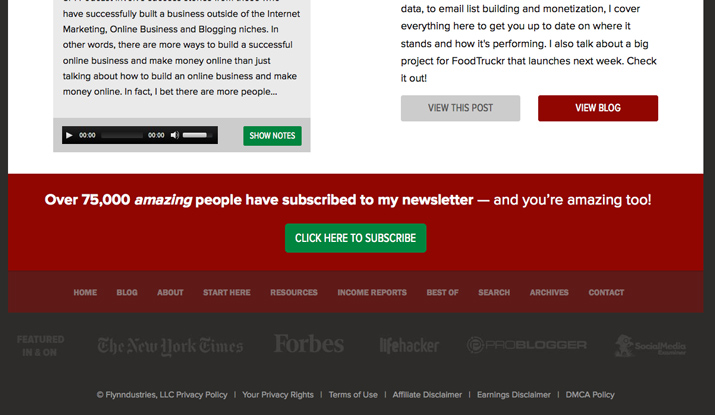 have successfully built a business outside of the Internet
Marketing, Online Business and Blogging niches. In
other words, there are more ways to build a successful
online business and make money online than just
talking about how to build an online business and make
money online. In fact, I bet there are more people...
00:00 00:00
SHOW NOTES
data, to email list building and monetization, I cover
everything here to get you up to date on where it
stands and how it's performing. I also talk about a big
project for FoodTruckr that launches next week. Check
it out!
VIEW THIS POST
VIEW BLOG
Over 75,000 amazing people have subscribed to my newsletter — and you're amazing too!
CLICK HERE TO SUBSCRIBE
HOME BLOG ABOUT START HERE RESOURCES INCOME REPORTS BEST OF SEARCH ARCHIVES CONTACT
FEATURED
IN & ON
The New York Times
Forbes
lifehacker
PROBLOGGER
SocialMedia
Examiner
© Flynndustries, LLC Privacy Policy | Your Privacy Rights | Terms of Use | Affiliate Disclaimer | Earnings Disclaimer | DMCA Policy